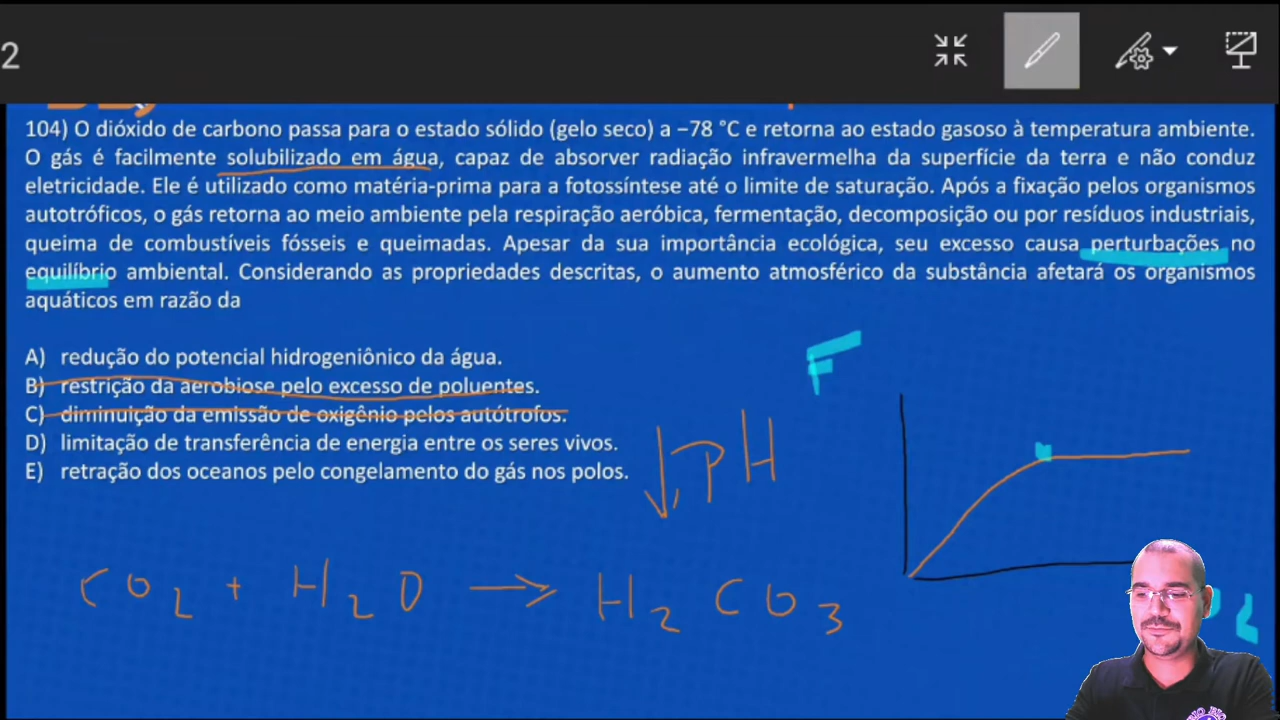 2
104) O dióxido de carbono passa para o estado sólido (gelo seco) a −78 °C e retorna ao estado gasoso à temperatura ambiente.
O gás é facilmente solubilizado em água, capaz de absorver radiação infravermelha da superfície da terra e não conduz
eletricidade. Ele é utilizado como matéria-prima para a fotossíntese até o limite de saturação. Após a fixação pelos organismos
autotróficos, o gás retorna ao meio ambiente pela respiração aeróbica, fermentação, decomposição ou por resíduos industriais,
queima de combustíveis fósseis e queimadas. Apesar da sua importância ecológica, seu excesso causa perturbações no
equilíbrio ambiental. Considerando as propriedades descritas, o aumento atmosférico da substância afetará os organismos
aquáticos em razão da
A) redução do potencial hidrogeniônico da água.
B) restrição da aerobiose pelo excesso de poluentes.
C) diminuição da emissão de oxigênio pelos autótrofos.
D) limitação de transferência de energia entre os seres vivos.
E) retração dos oceanos pelo congelamento do gás nos polos.
F
↓ pH
CO2 + H2O → H2CO3